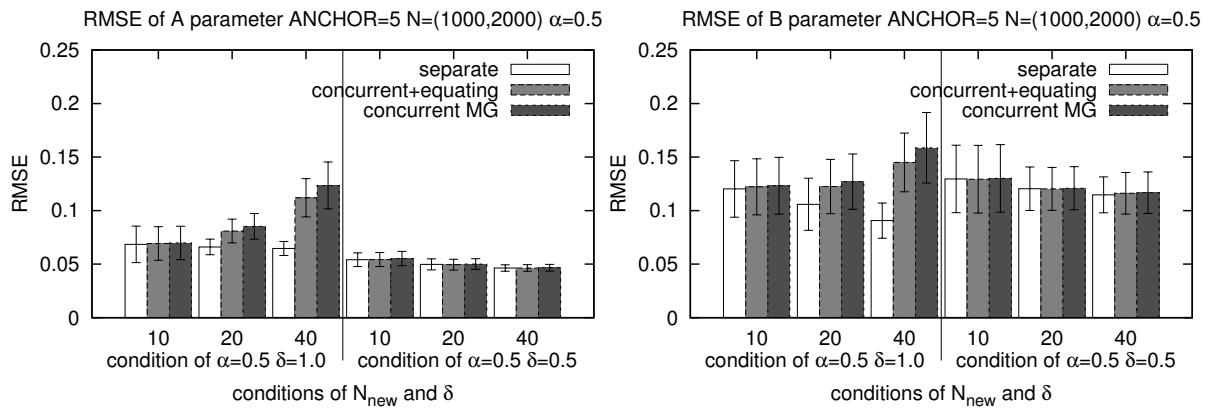 RMSE of A parameter ANCHOR=5 N=(1000,2000) α=0.5
0.25
0.2
0.15
0.1
0.05
0
RMSE
separate
concurrent+equating
concurrent MG
10 20 40 10 20 40
condition of α=0.5 δ=1.0 condition of α=0.5 δ=0.5
conditions of Nnew and δ
RMSE of B parameter ANCHOR=5 N=(1000,2000) α=0.5
0.25
0.2
0.15
0.1
0.05
0
RMSE
separate
concurrent+equating
concurrent MG
10 20 40 10 20 40
condition of α=0.5 δ=1.0 condition of α=0.5 δ=0.5
conditions of Nnew and δ